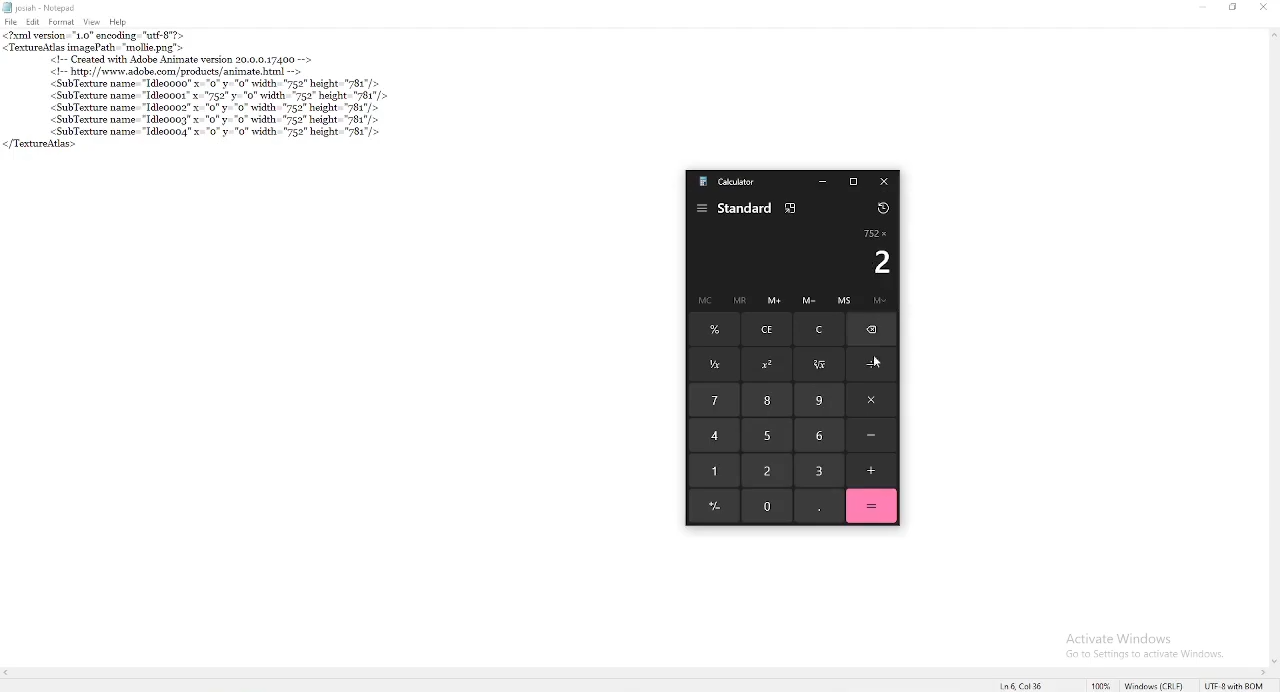 josiah - Notepad
File Edit Format View Help
<?xml version="1.0" encoding="utf-8"?>
<TextureAtlas imagePath="mollie.png">
<!-- Created with Adobe Animate version 20.0.0.17400 -->
<!-- http://www.adobe.com/products/animate.html -->
<SubTexture name="Idle0000" x="0" y="0" width="752" height="781"/>
<SubTexture name="Idle0001" x="752" y="0" width="752" height="781"/>
<SubTexture name="Idle0002" x="0" y="0" width="752" height="781"/>
<SubTexture name="Idle0003" x="0" y="0" width="752" height="781"/>
<SubTexture name="Idle0004" x="0" y="0" width="752" height="781"/>
</TextureAtlas>
Calculator
Standard
752 ×
2
MC MR M+ M− MS M˅
% CE C
¹/x x² ²√x ÷
7 8 9 ×
4 5 6 −
1 2 3 +
+/− 0 . =
Activate Windows
Go to Settings to activate Windows.
Ln 6, Col 36 100% Windows (CRLF) UTF-8 with BOM